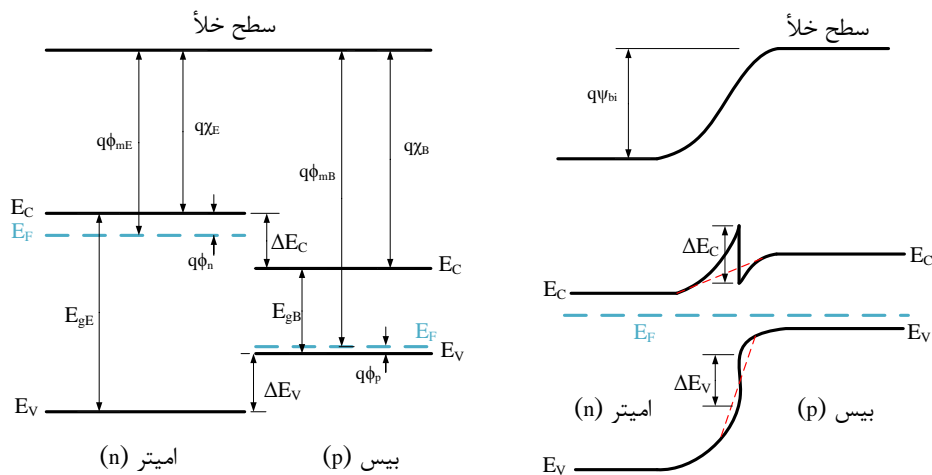 سطح خلأ
qϕmE
qχE
qϕmB
qχB
EC
EF
qϕn
ΔEC
EC
EgE
EgB
EF
EV
qϕp
ΔEV
EV
امیتر (n)
بیس (p)
سطح خلأ
qψbi
ΔEC
EC
EC
EF
EV
ΔEV
امیتر (n)
بیس (p)
EV